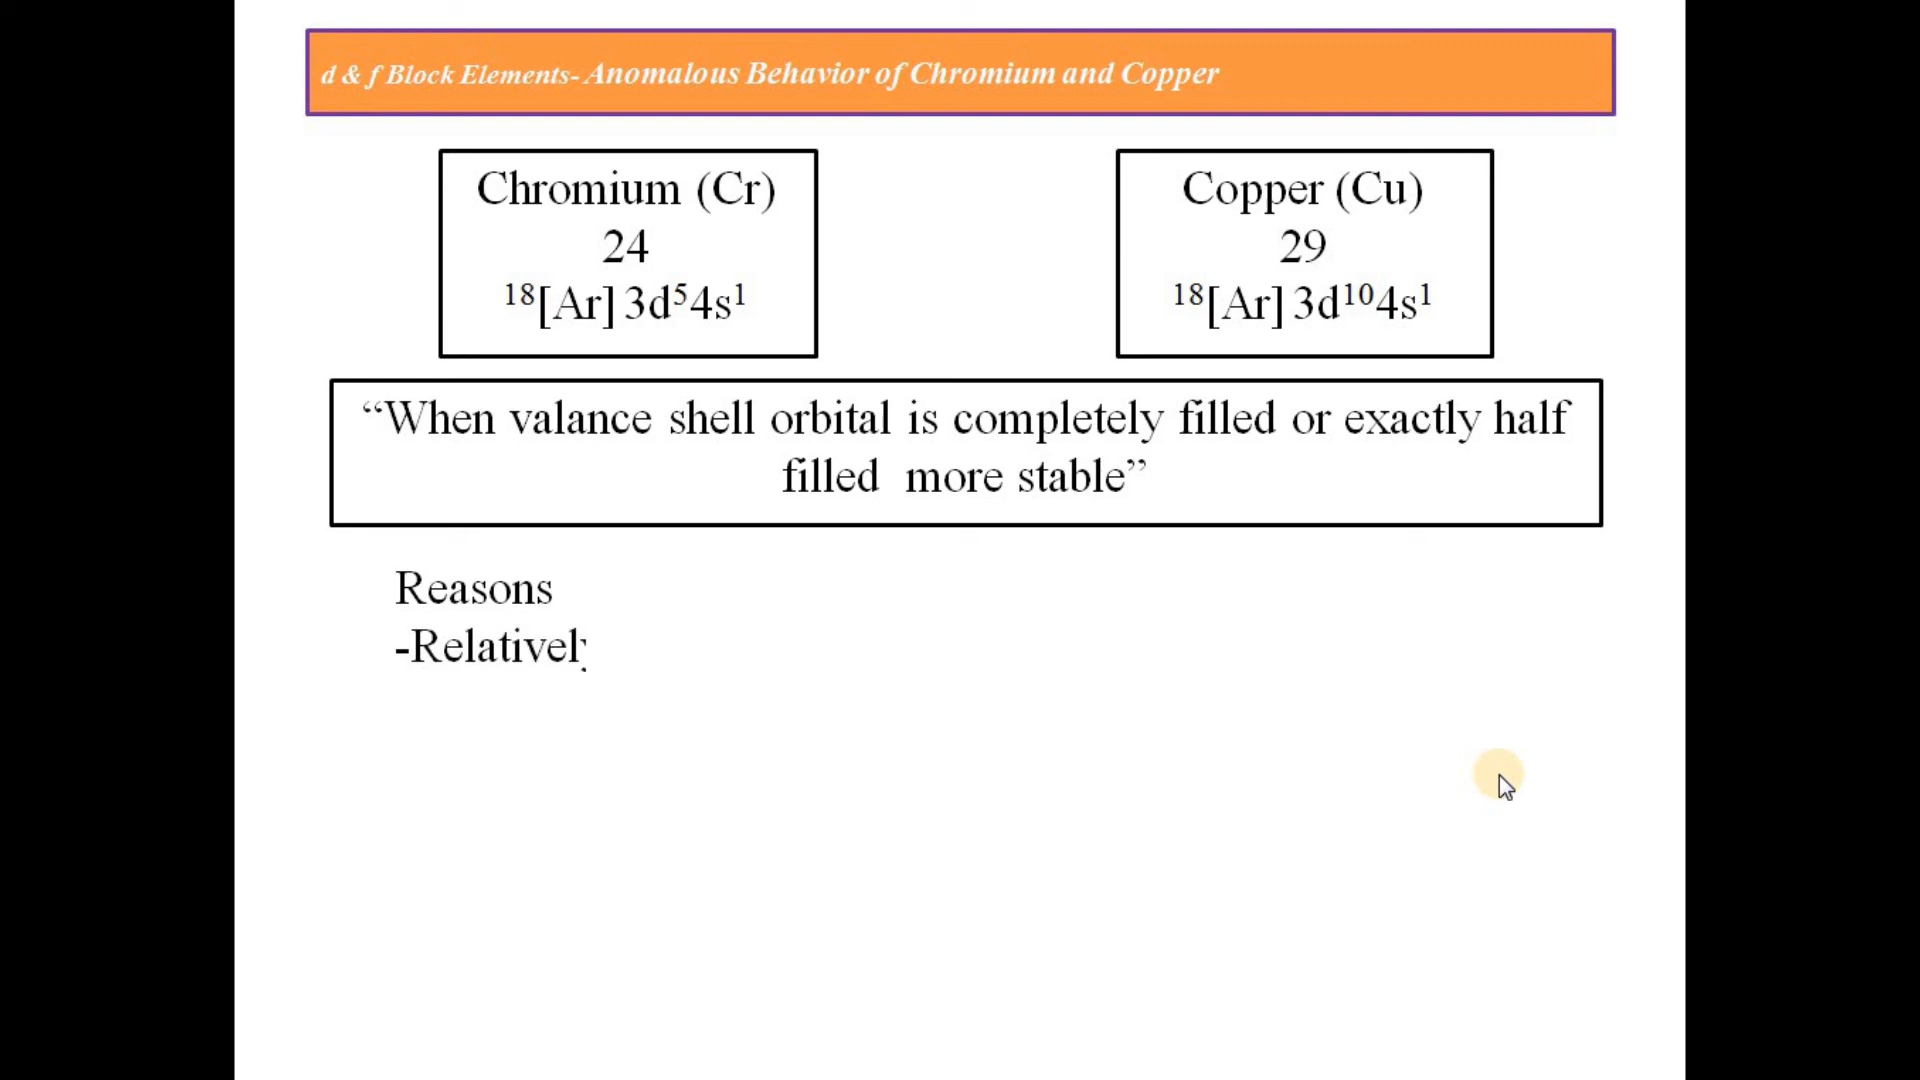 d & f Block Elements- Anomalous Behavior of Chromium and Copper
Chromium (Cr)
24
¹⁸[Ar] 3d⁵4s¹
Copper (Cu)
29
¹⁸[Ar] 3d¹⁰4s¹
“When valance shell orbital is completely filled or exactly half
filled more stable”
Reasons
-Relatively